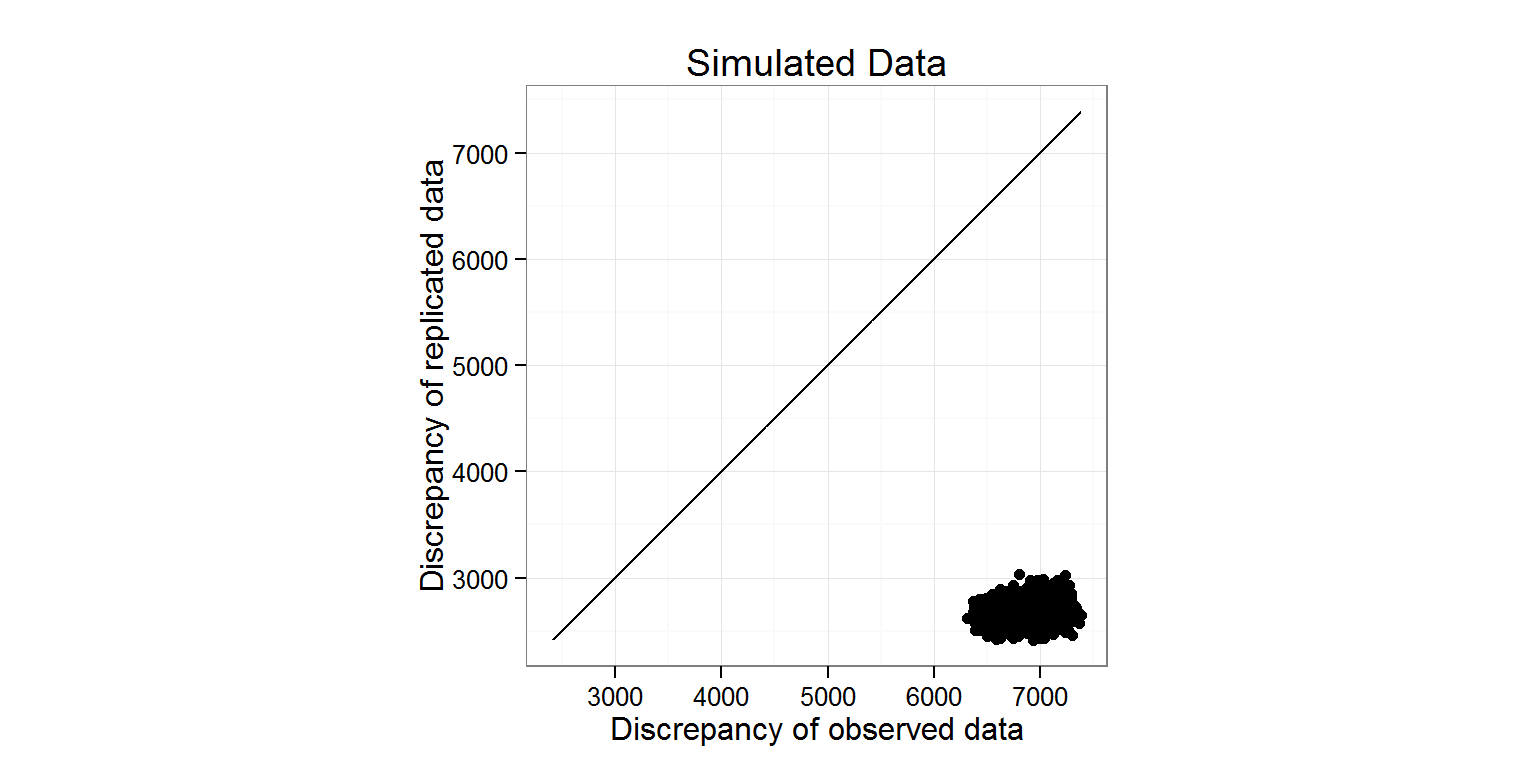 Simulated Data
Discrepancy of replicated data
7000
6000
5000
4000
3000
3000 4000 5000 6000 7000
Discrepancy of observed data